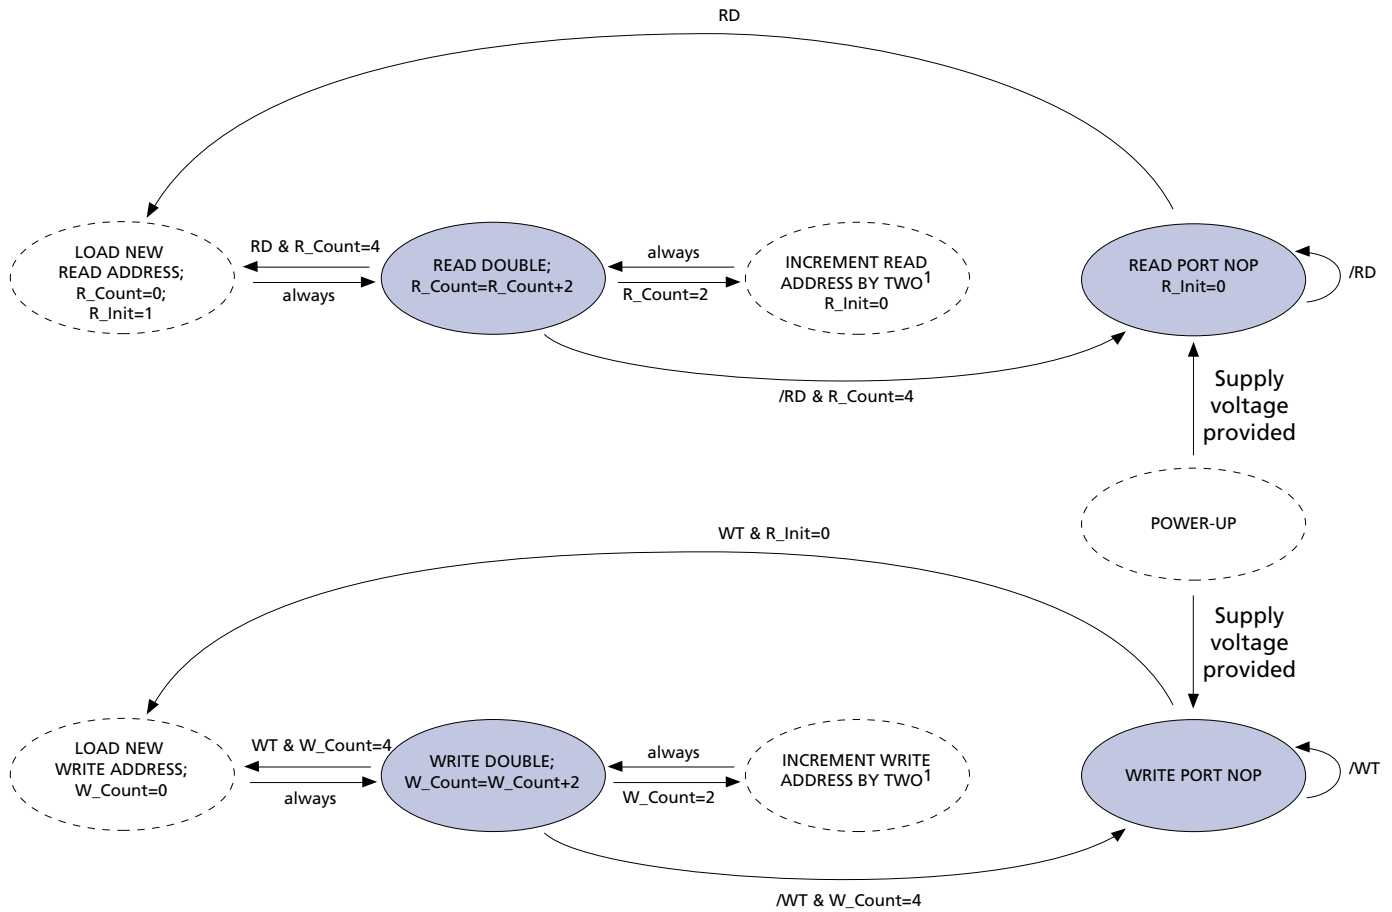 RD
LOAD NEW
READ ADDRESS;
R_Count=0;
R_Init=1
RD & R_Count=4
always
READ DOUBLE;
R_Count=R_Count+2
always
R_Count=2
INCREMENT READ
ADDRESS BY TWO1
R_Init=0
READ PORT NOP
R_Init=0
/RD
/RD & R_Count=4
Supply
voltage
provided
POWER-UP
WT & R_Init=0
Supply
voltage
provided
LOAD NEW
WRITE ADDRESS;
W_Count=0
WT & W_Count=4
always
WRITE DOUBLE;
W_Count=W_Count+2
always
W_Count=2
INCREMENT WRITE
ADDRESS BY TWO1
WRITE PORT NOP
/WT
/WT & W_Count=4